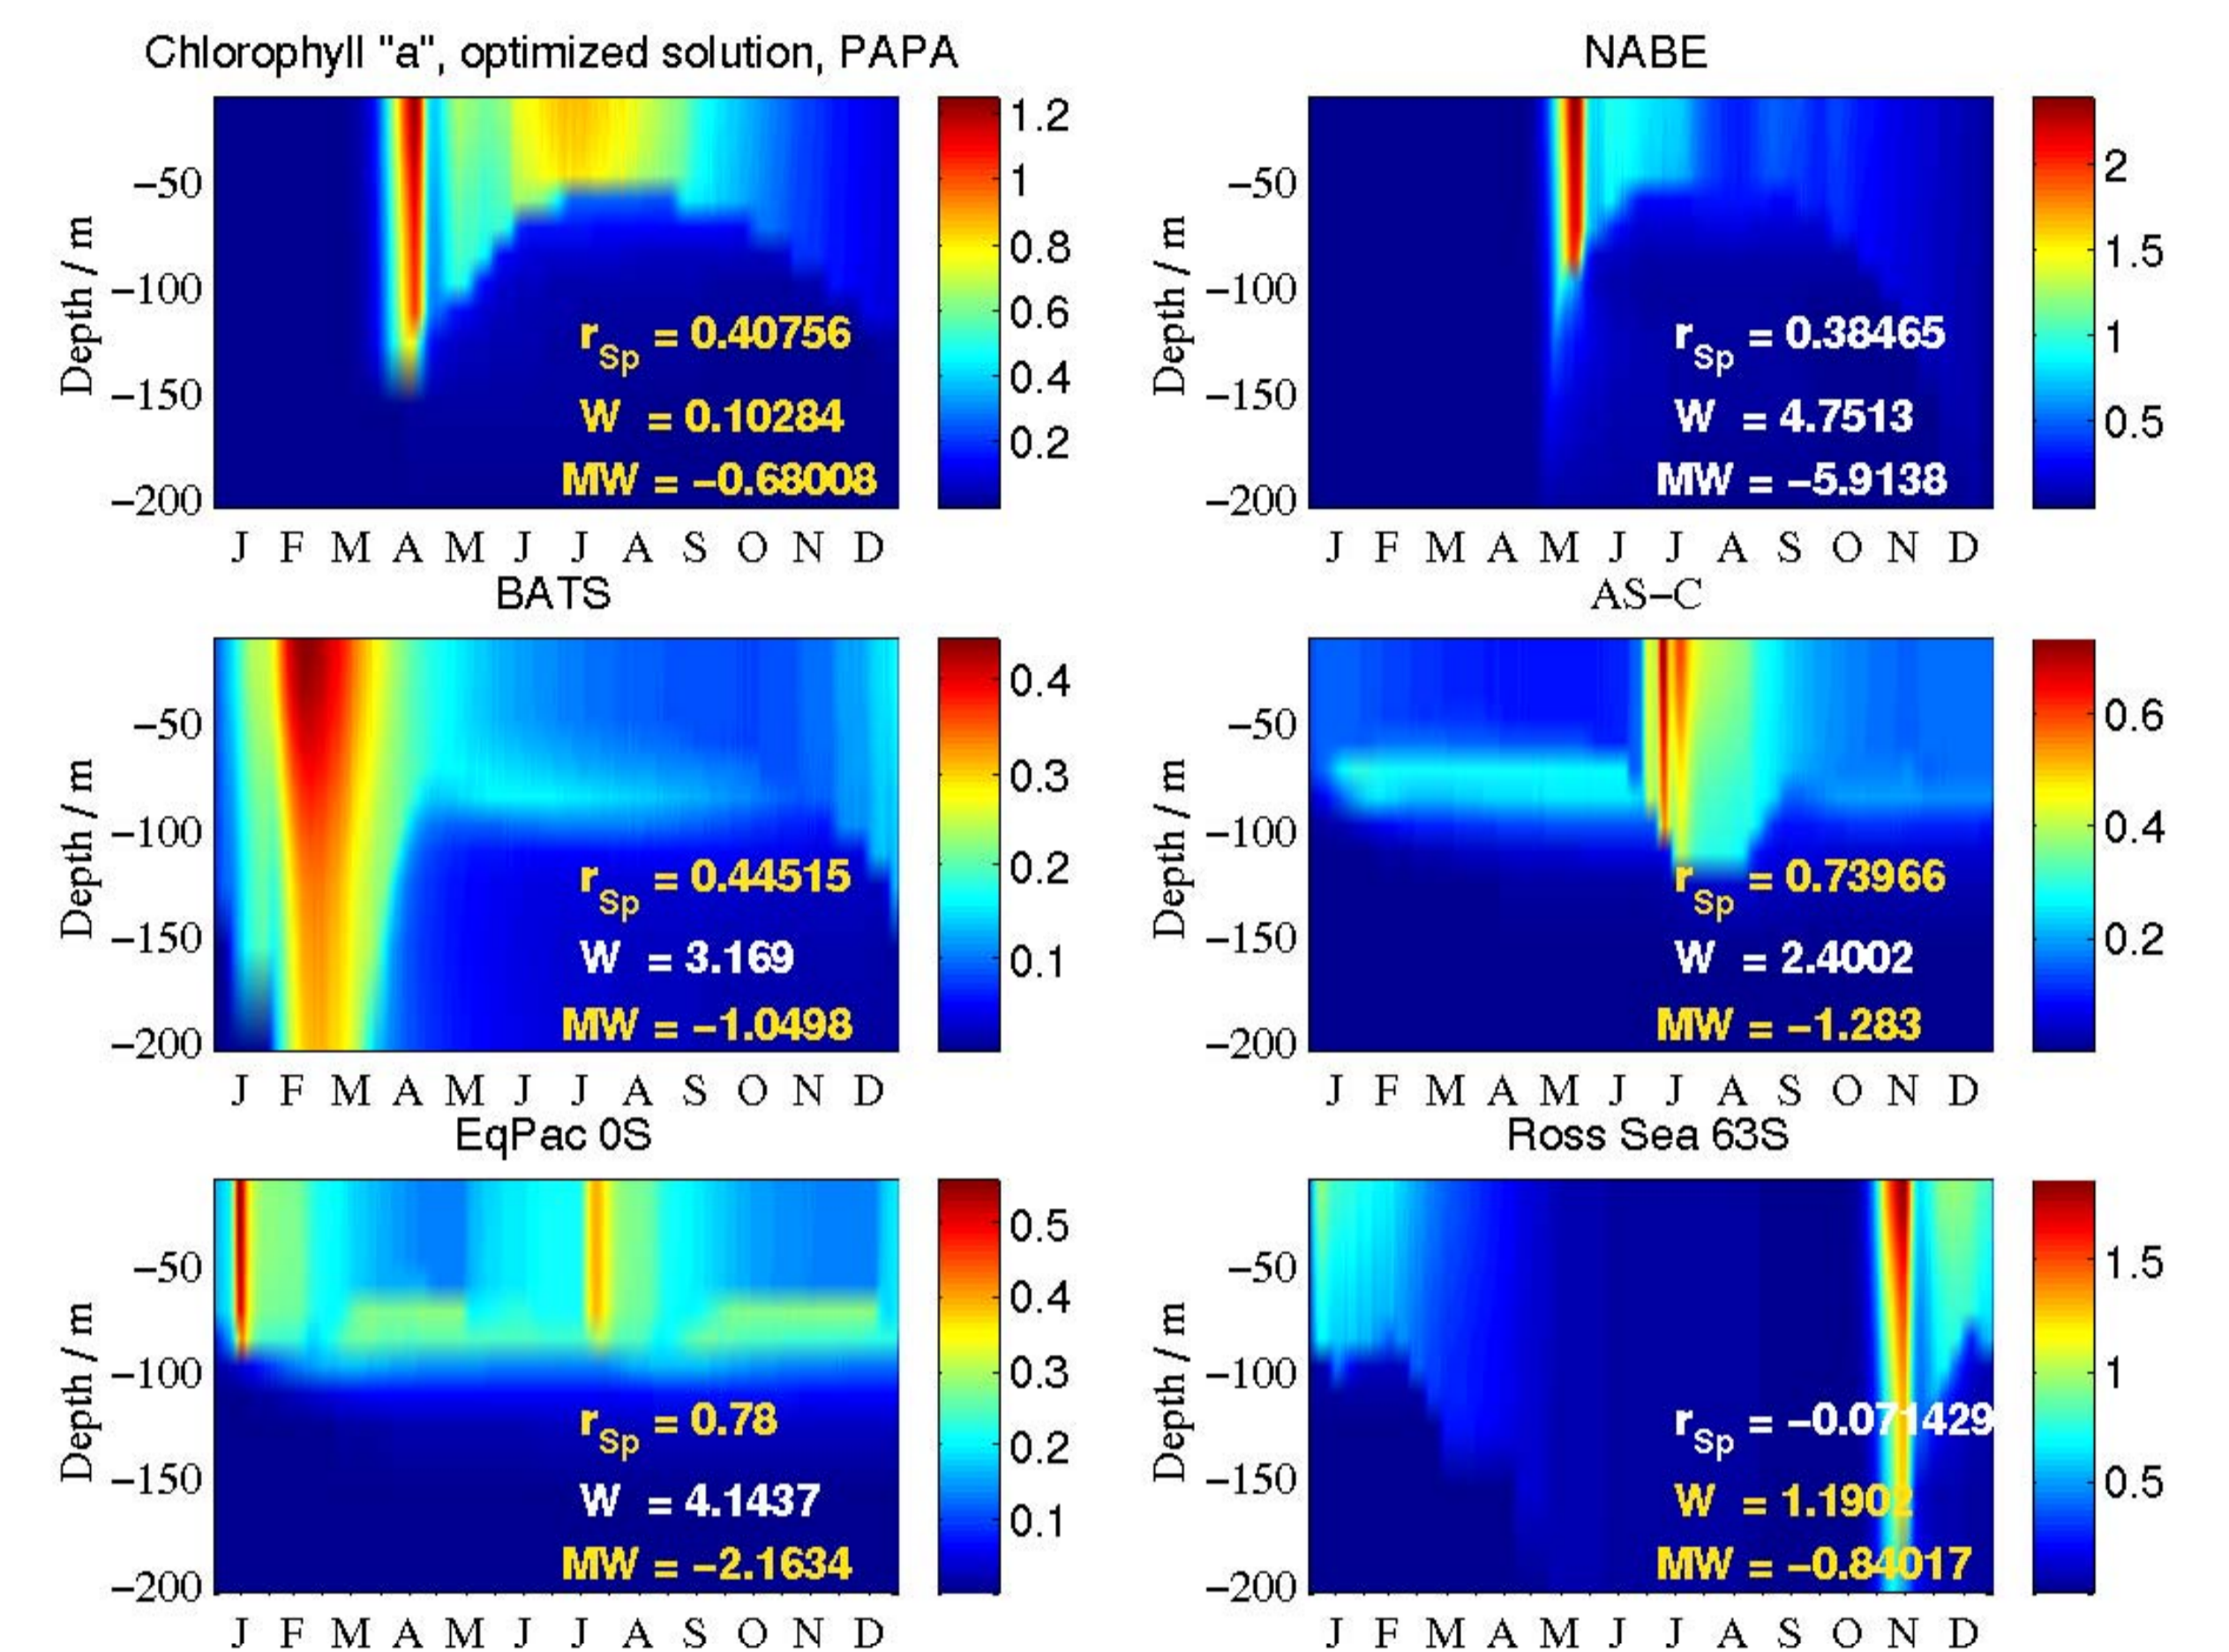 Chlorophyll "a", optimized solution, PAPA
Depth / m
−50
−100
−150
−200
r_Sp = 0.40756
W = 0.10284
MW = −0.68008
J F M A M J J A S O N D
1.2
1
0.8
0.6
0.4
0.2
NABE
Depth / m
−50
−100
−150
−200
r_Sp = 0.38465
W = 4.7513
MW = −5.9138
J F M A M J J A S O N D
2
1.5
1
0.5
BATS
Depth / m
−50
−100
−150
−200
r_Sp = 0.44515
W = 3.169
MW = −1.0498
J F M A M J J A S O N D
0.4
0.3
0.2
0.1
AS−C
Depth / m
−50
−100
−150
−200
r_Sp = 0.73966
W = 2.4002
MW = −1.283
J F M A M J J A S O N D
0.6
0.4
0.2
EqPac 0S
Depth / m
−50
−100
−150
−200
r_Sp = 0.78
W = 4.1437
MW = −2.1634
J F M A M J J A S O N D
0.5
0.4
0.3
0.2
0.1
Ross Sea 63S
Depth / m
−50
−100
−150
−200
r_Sp = −0.071429
W = 1.1902
MW = −0.84017
J F M A M J J A S O N D
1.5
1
0.5